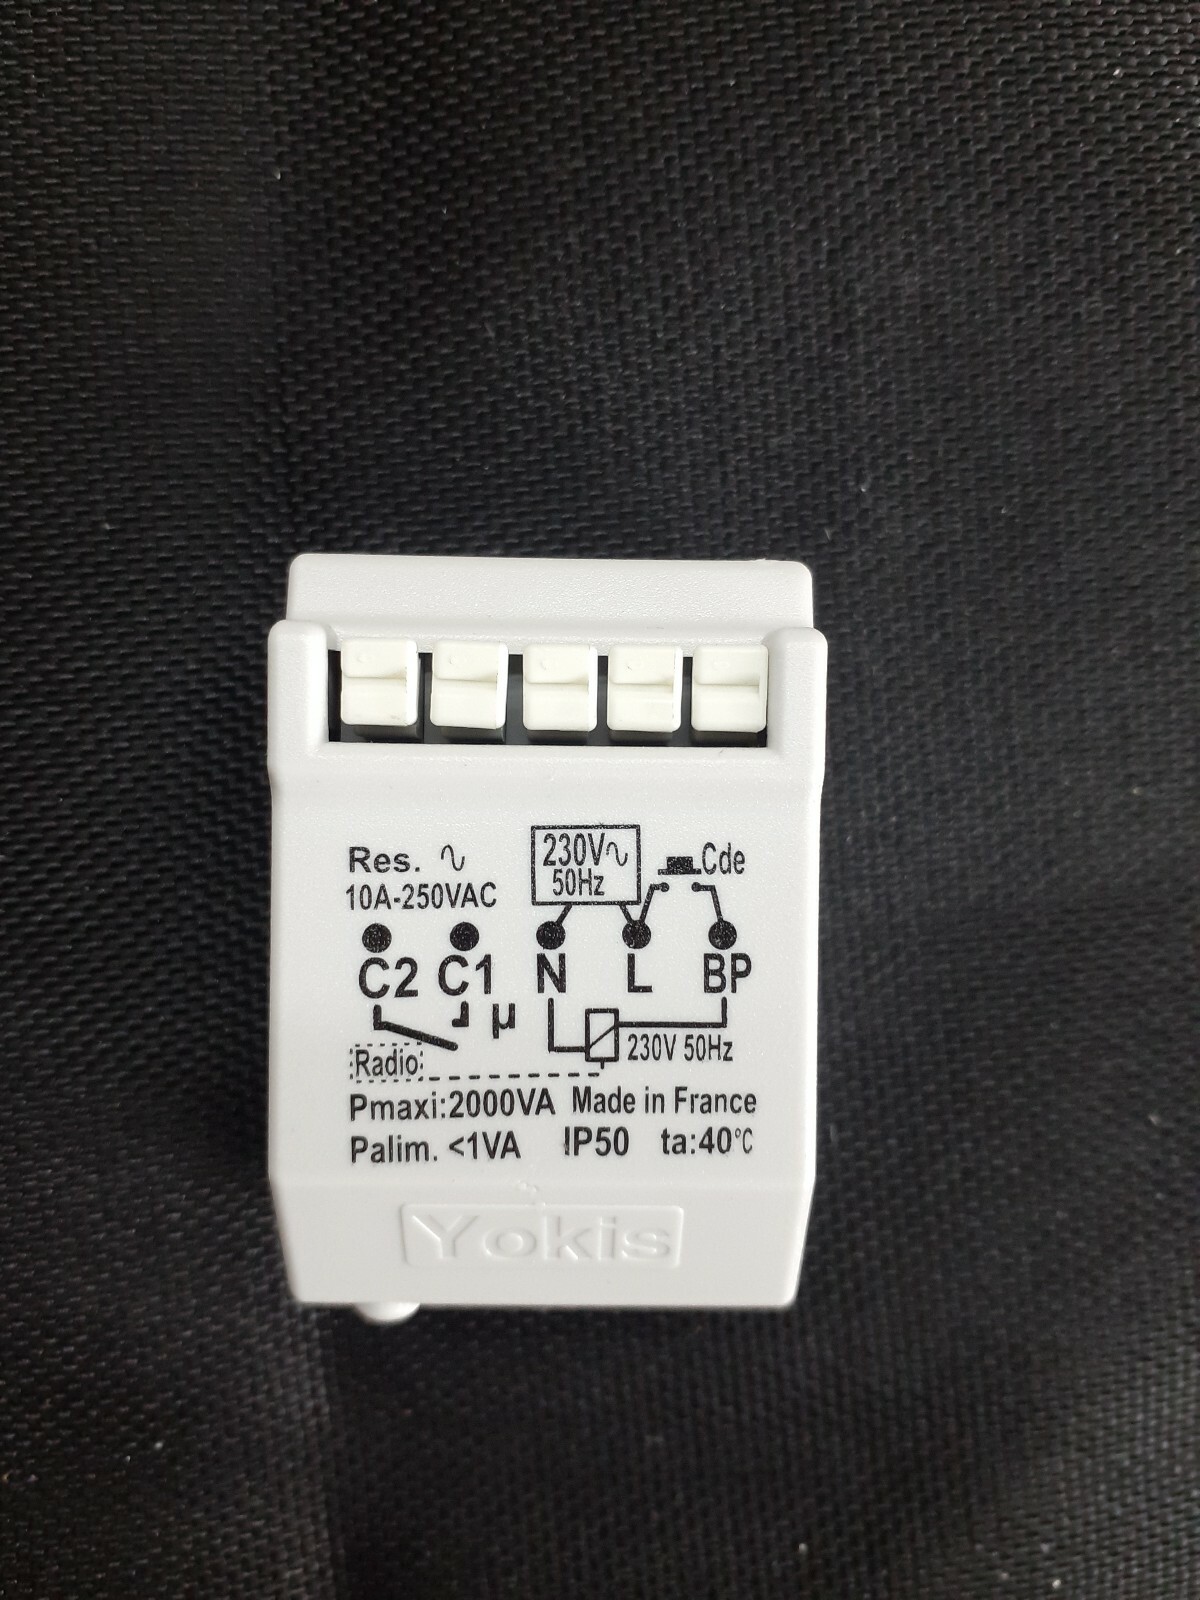 Res. ∿
10A-250VAC
230V∿
50Hz
Cde
C2 C1 N L BP
µ
Radio
230V 50Hz
Pmaxi:2000VA Made in France
Palim. <1VA IP50 ta:40°C
Yokis